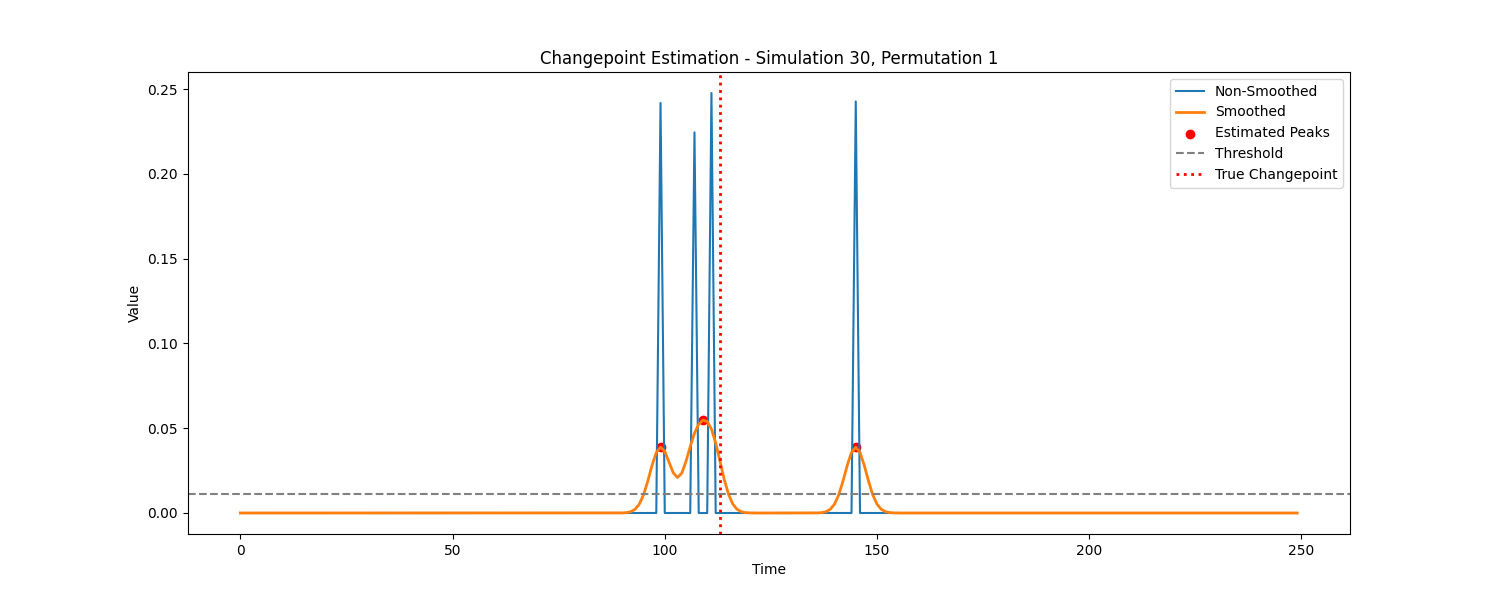 Changepoint Estimation - Simulation 30, Permutation 1
Non-Smoothed
Smoothed
Estimated Peaks
Threshold
True Changepoint
0.25
0.20
0.15
0.10
0.05
0.00
Value
0 50 100 150 200 250
Time